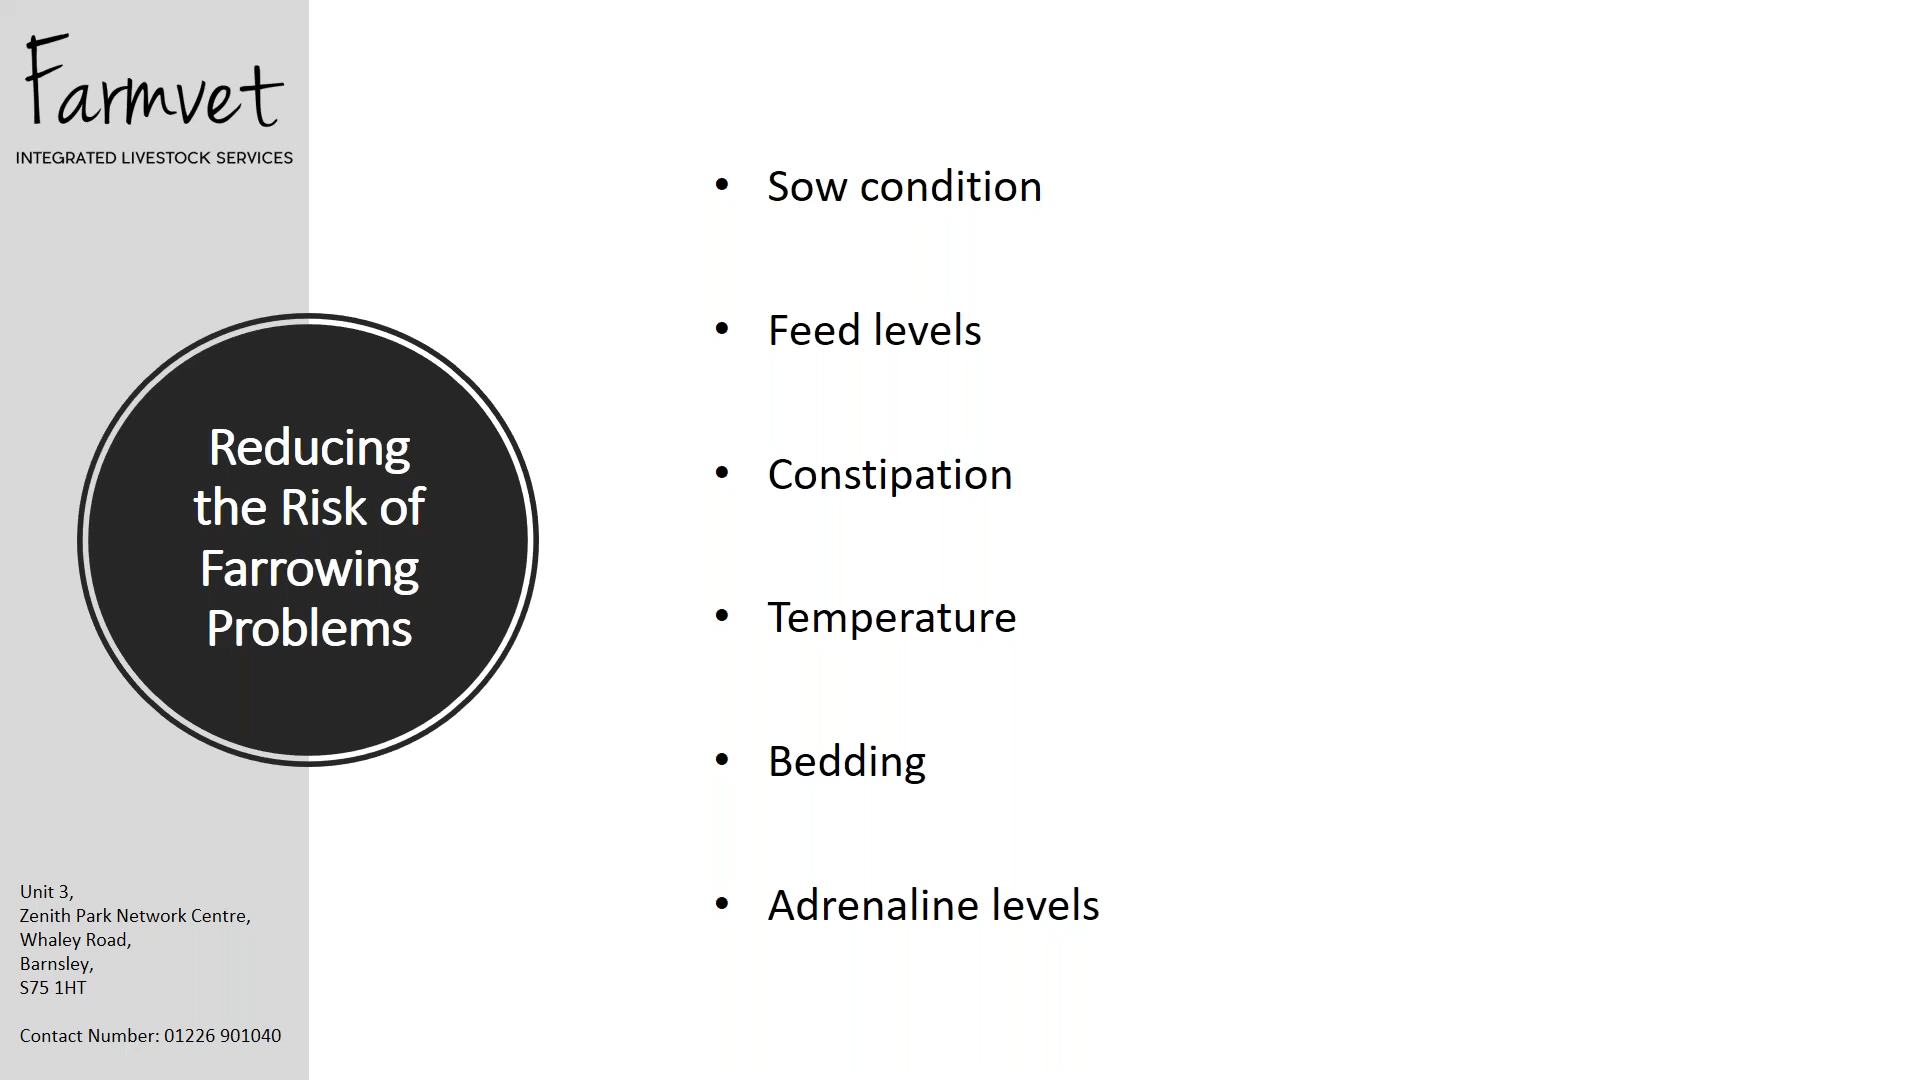 Farmvet
INTEGRATED LIVESTOCK SERVICES
Reducing
the Risk of
Farrowing
Problems
• Sow condition
• Feed levels
• Constipation
• Temperature
• Bedding
• Adrenaline levels
Unit 3,
Zenith Park Network Centre,
Whaley Road,
Barnsley,
S75 1HT
Contact Number: 01226 901040